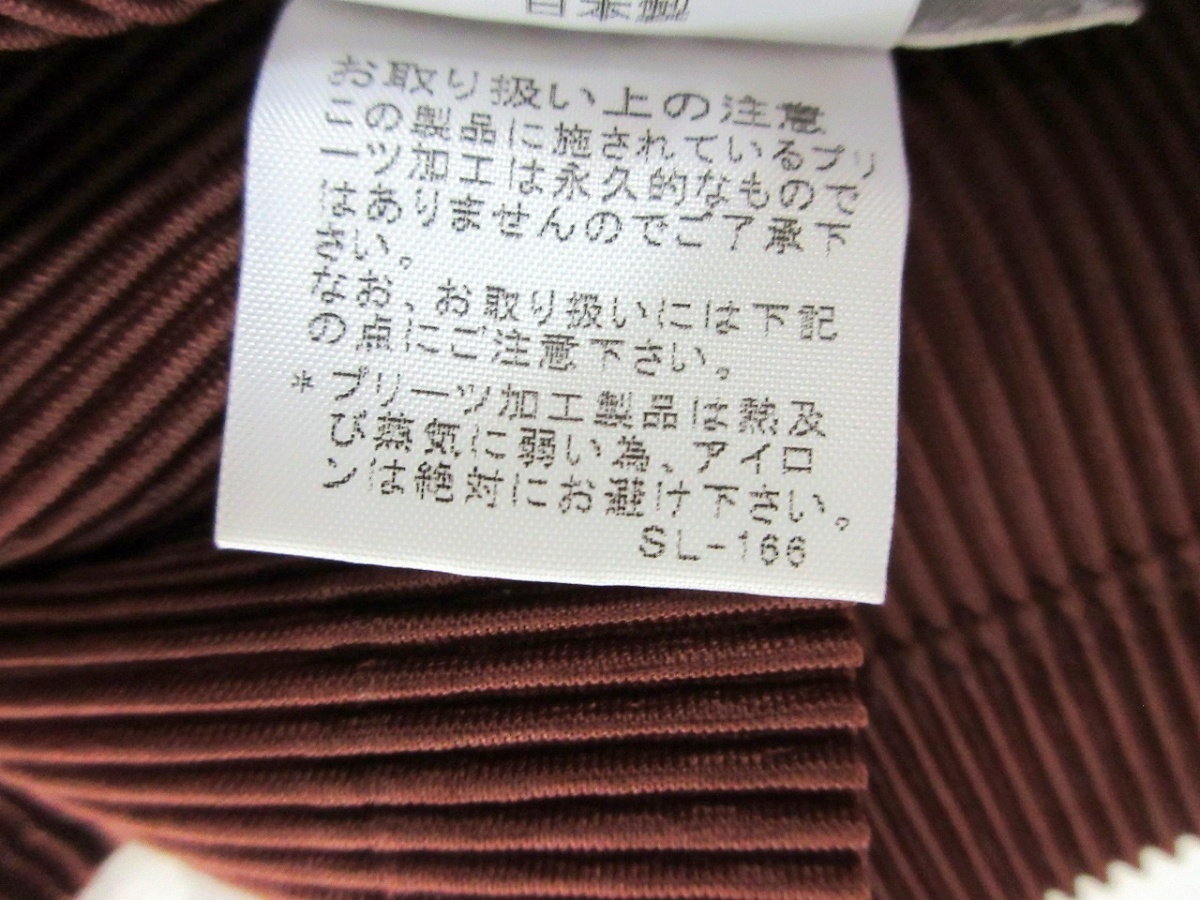 日本製
お取り扱い上の注意
この製品に施されているプリ
ーツ加工は永久的なもので
はありませんのでご了承下
さい。
なお、お取り扱いには下記
の点にご注意下さい。
*プリーツ加工製品は熱及
び蒸気に弱い為、アイロ
ンは絶対にお避け下さい。
SL-166